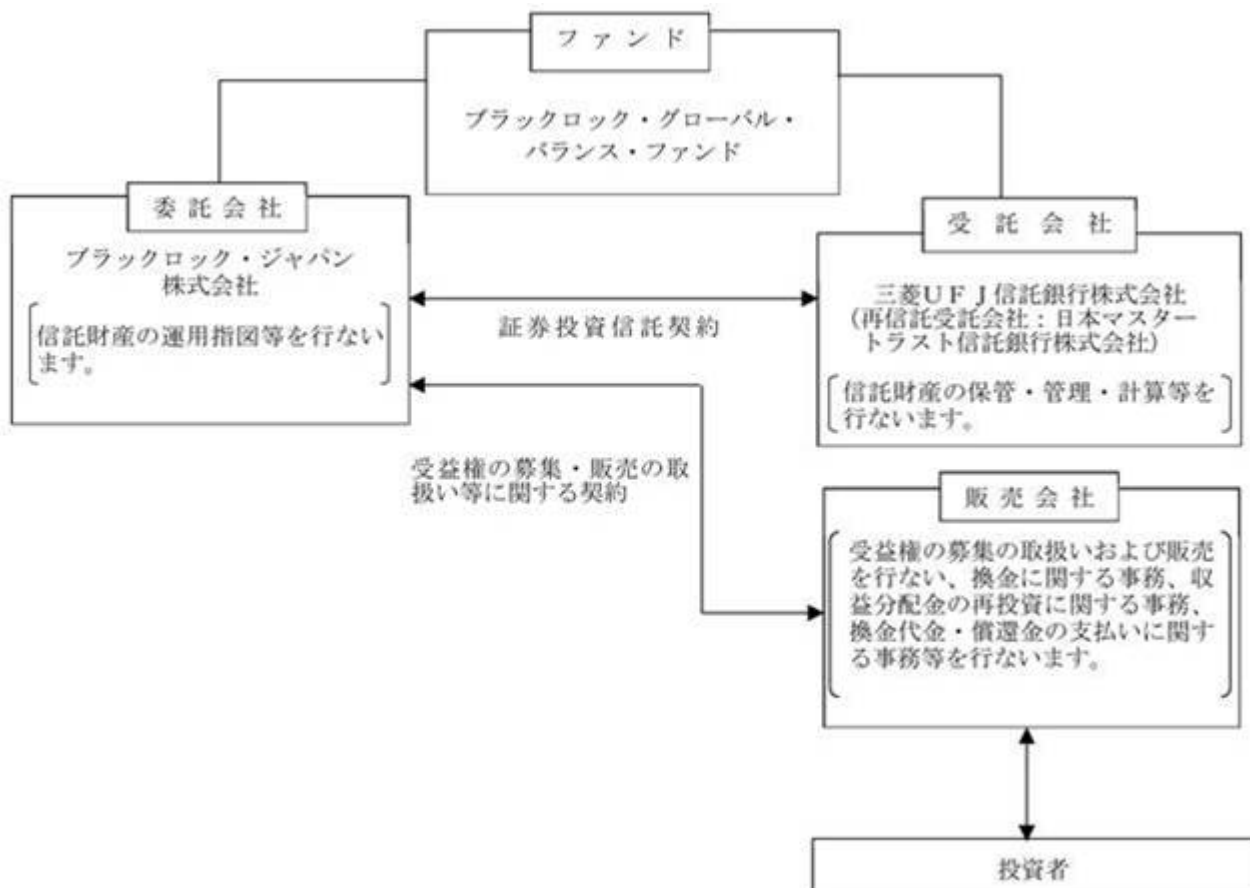 ファンド
ブラックロック・グローバル・
バランス・ファンド
委託会社
ブラックロック・ジャパン
株式会社
信託財産の運用指図等を行ない
ます。
証券投資信託契約
受託会社
三菱UFJ信託銀行株式会社
（再信託受託会社：日本マスター
トラスト信託銀行株式会社）
信託財産の保管・管理・計算等を
行ないます。
受益権の募集・販売の取
扱い等に関する契約
販売会社
受益権の募集の取扱いおよび販売
を行ない、換金に関する事務、収
益分配金の再投資に関する事務、
換金代金・償還金の支払いに関す
る事務等を行ないます。
投資者